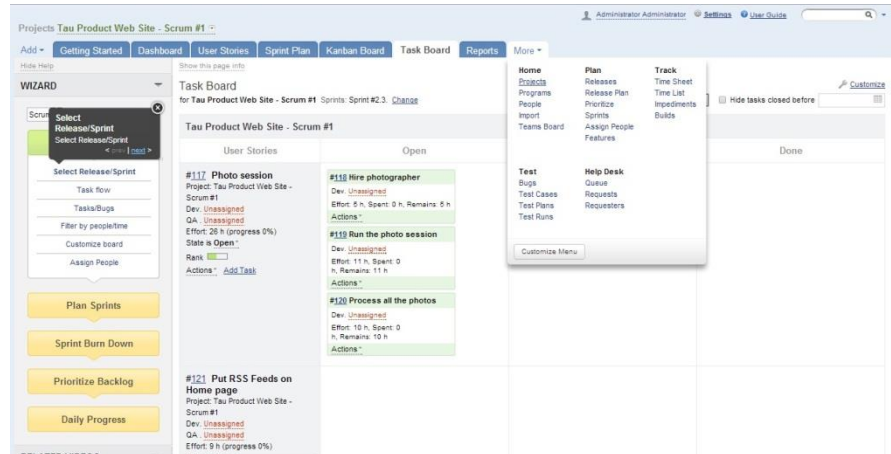 Administrator Administrator Settings User Guide
Projects Tau Product Web Site - Scrum #1
Add Getting Started Dashboard User Stories Sprint Plan Kanban Board Task Board Reports More
Hide Help
Show this page info
WIZARD
Scrum
Select
Release/Sprint
Select Release/Sprint
< prev | next >
Select Release/Sprint
Task flow
Tasks/Bugs
Filter by people/time
Customize board
Assign People
Plan Sprints
Sprint Burn Down
Prioritize Backlog
Daily Progress
Task Board
for Tau Product Web Site - Scrum #1 Sprints: Sprint #2.3. Change
Customize
Hide tasks closed before
Tau Product Web Site - Scrum #1
User Stories Open Done
#117 Photo session
Project: Tau Product Web Site -
Scrum #1
Dev. Unassigned
QA . Unassigned
Effort: 26 h (progress 0%)
State is Open
Rank
Actions Add Task
#118 Hire photographer
Dev. Unassigned
Effort: 5 h, Spent: 0 h, Remains: 5 h
Actions
#119 Run the photo session
Dev. Unassigned
Effort: 11 h, Spent: 0
h, Remains: 11 h
Actions
#120 Process all the photos
Dev. Unassigned
Effort: 10 h, Spent: 0
h, Remains: 10 h
Actions
#121 Put RSS Feeds on
Home page
Project: Tau Product Web Site -
Scrum #1
Dev. Unassigned
QA . Unassigned
Effort: 9 h (progress 0%)
Home
Projects
Programs
People
Import
Teams Board
Plan
Releases
Release Plan
Prioritize
Sprints
Assign People
Features
Track
Time Sheet
Time List
Impediments
Builds
Test
Bugs
Test Cases
Test Plans
Test Runs
Help Desk
Queue
Requests
Requesters
Customize Menu